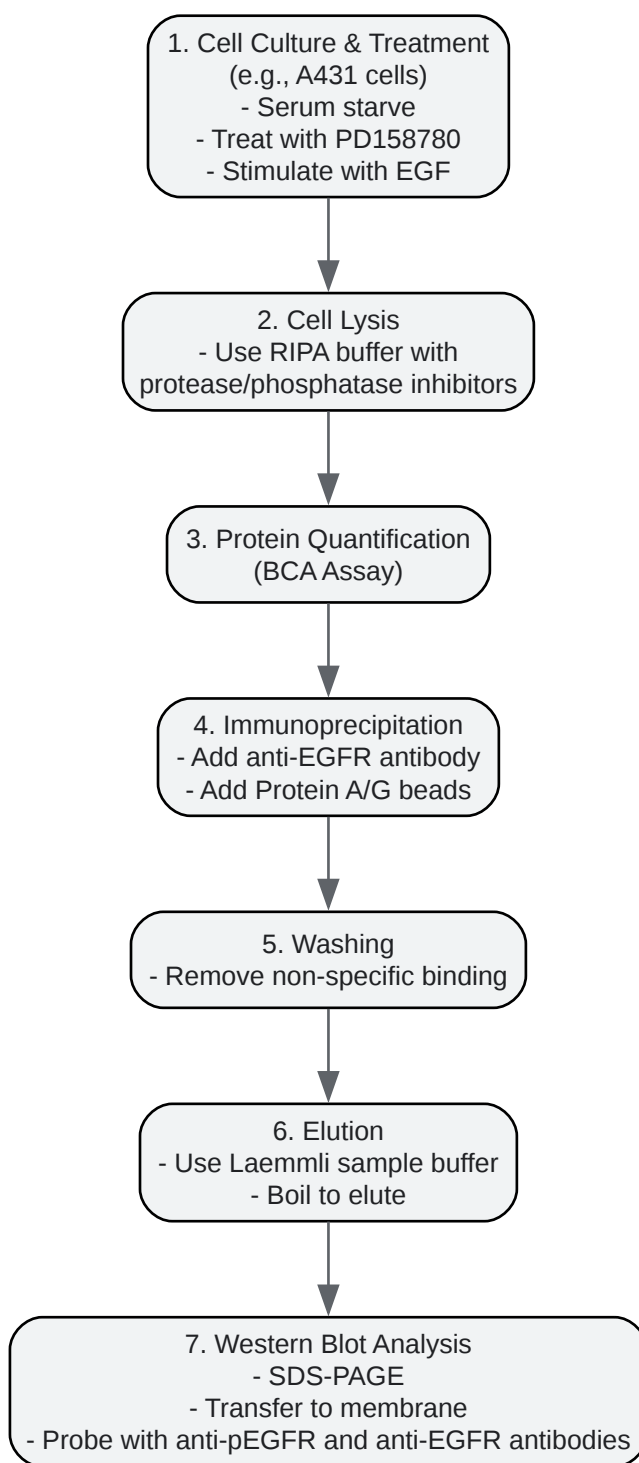 1. Cell Culture & Treatment
(e.g., A431 cells)
- Serum starve
- Treat with PD158780
- Stimulate with EGF
2. Cell Lysis
- Use RIPA buffer with
protease/phosphatase inhibitors
3. Protein Quantification
(BCA Assay)
4. Immunoprecipitation
- Add anti-EGFR antibody
- Add Protein A/G beads
5. Washing
- Remove non-specific binding
6. Elution
- Use Laemmli sample buffer
- Boil to elute
7. Western Blot Analysis
- SDS-PAGE
- Transfer to membrane
- Probe with anti-pEGFR and anti-EGFR antibodies